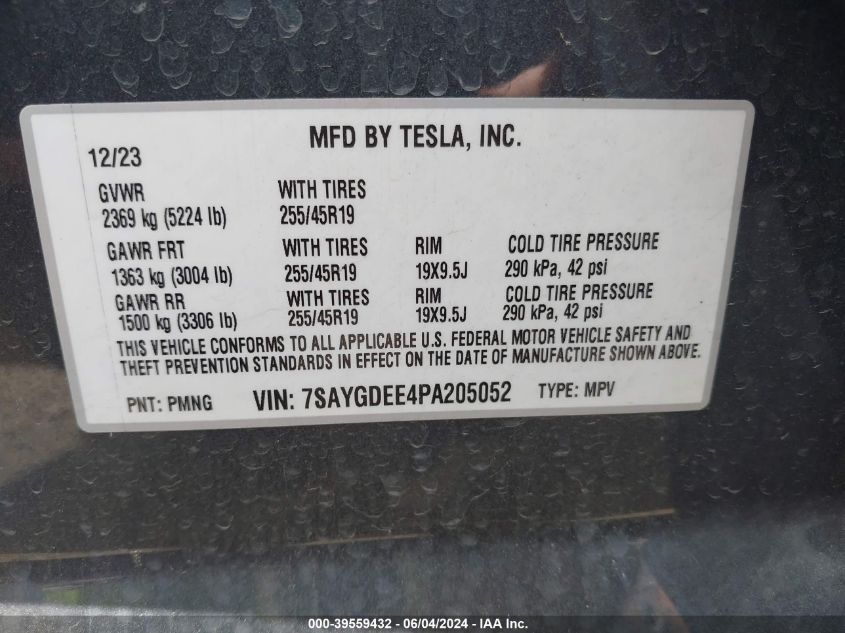 MFD BY TESLA, INC.
12/23
GVWR WITH TIRES
2369 kg (5224 lb) 255/45R19
GAWR FRT WITH TIRES RIM COLD TIRE PRESSURE
1363 kg (3004 lb) 255/45R19 19X9.5J 290 kPa, 42 psi
GAWR RR WITH TIRES RIM COLD TIRE PRESSURE
1500 kg (3306 lb) 255/45R19 19X9.5J 290 kPa, 42 psi
THIS VEHICLE CONFORMS TO ALL APPLICABLE U.S. FEDERAL MOTOR VEHICLE SAFETY AND
THEFT PREVENTION STANDARDS IN EFFECT ON THE DATE OF MANUFACTURE SHOWN ABOVE.
PNT: PMNG VIN: 7SAYGDEE4PA205052 TYPE: MPV
000-39559432 - 06/04/2024 - IAA Inc.